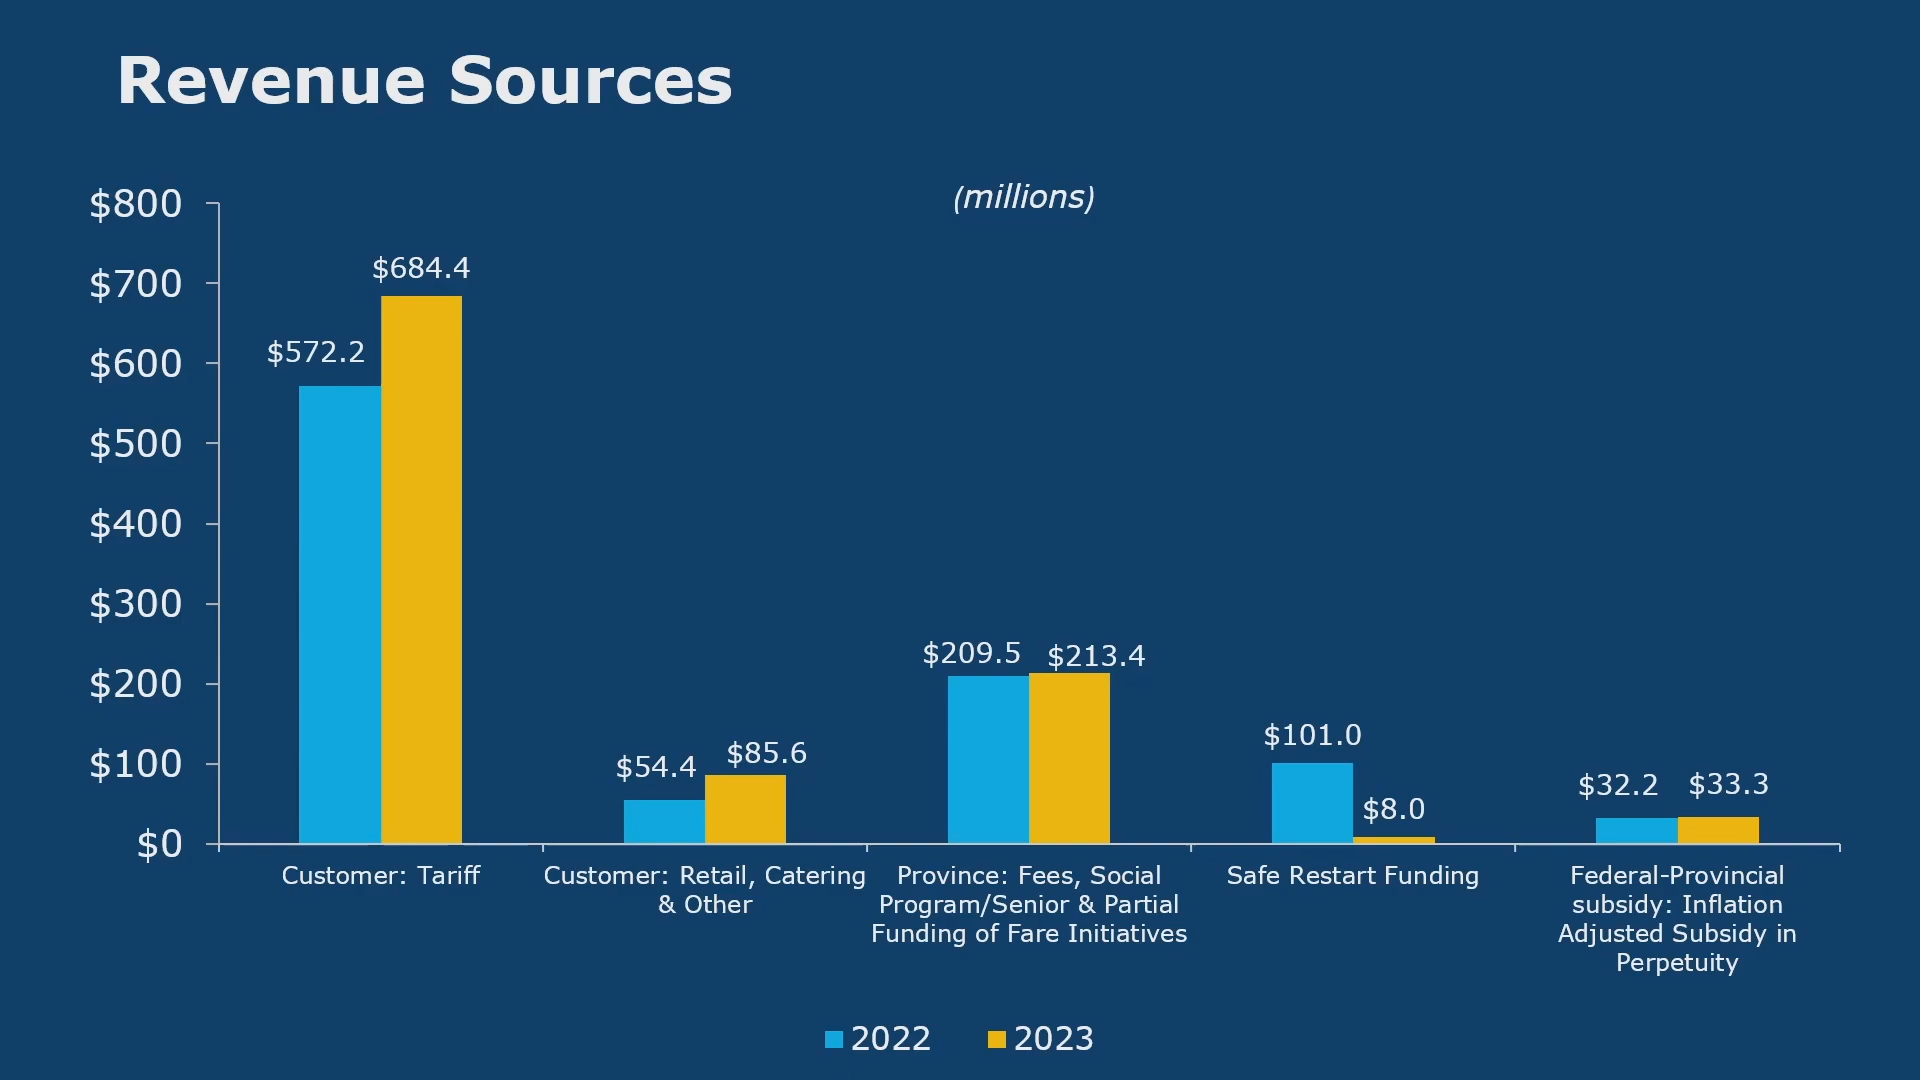 Revenue Sources
(millions)
$800
$700
$600
$500
$400
$300
$200
$100
$0
$572.2
$684.4
$54.4
$85.6
$209.5
$213.4
$101.0
$8.0
$32.2
$33.3
Customer: Tariff
Customer: Retail, Catering
& Other
Province: Fees, Social
Program/Senior & Partial
Funding of Fare Initiatives
Safe Restart Funding
Federal-Provincial
subsidy: Inflation
Adjusted Subsidy in
Perpetuity
2022
2023